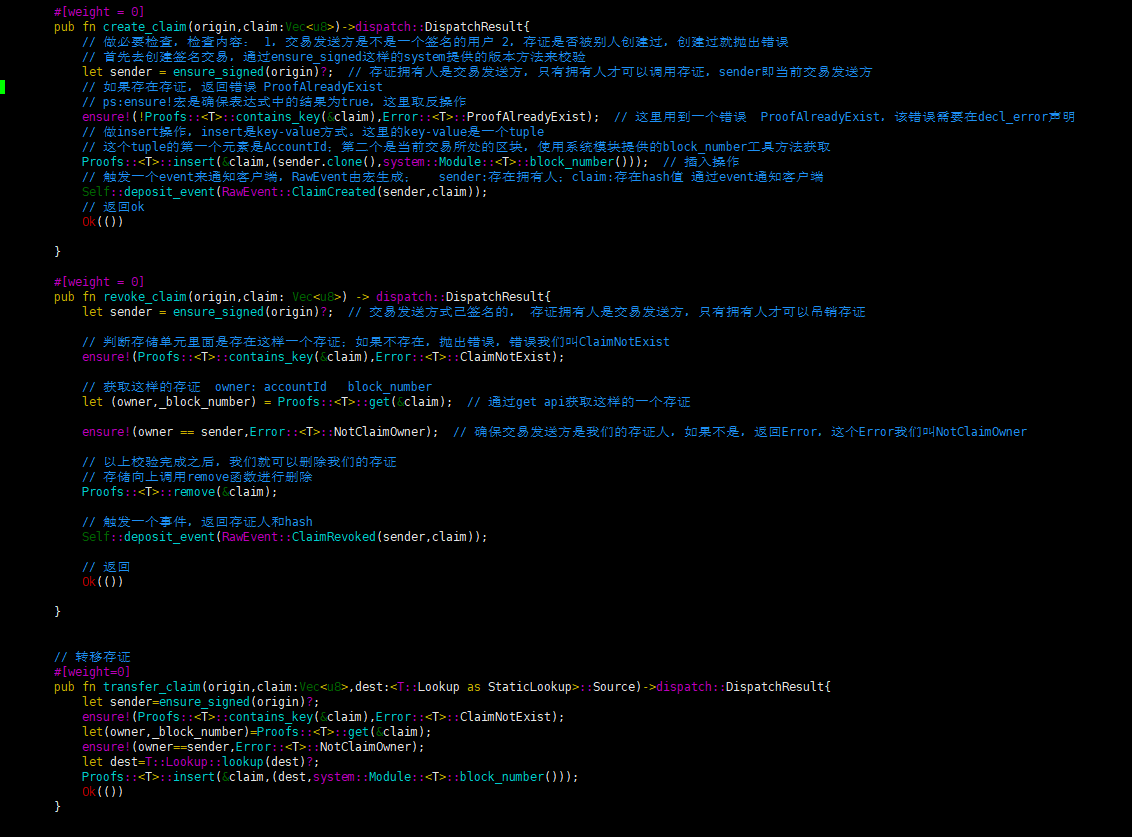 #[weight = 0]
pub fn create_claim(origin,claim:Vec<u8>)->dispatch::DispatchResult{
// 做必要检查，检查内容： 1，交易发送方是不是一个签名的用户 2，存证是否被别人创建过，创建过就抛出错误
// 首先去创建签名交易，通过ensure_signed这样的system提供的版本方法来校验
let sender = ensure_signed(origin)?;  // 存证拥有人是交易发送方，只有拥有人才可以调用存证，sender即当前交易发送方
// 如果存在存证，返回错误 ProofAlreadyExist
// ps:ensure!宏是确保表达式中的结果为true，这里取反操作
ensure!(!Proofs::<T>::contains_key(&claim),Error::<T>::ProofAlreadyExist);  // 这里用到一个错误  ProofAlreadyExist，该错误需要在decl_error声明
// 做insert操作，insert是key-value方式。这里的key-value是一个tuple
// 这个tuple的第一个元素是AccountId；第二个是当前交易所处的区块，使用系统模块提供的block_number工具方法获取
Proofs::<T>::insert(&claim,(sender.clone(),system::Module::<T>::block_number()));  // 插入操作
// 触发一个event来通知客户端，RawEvent由宏生成；   sender:存在拥有人；claim:存在hash值 通过event通知客户端
Self::deposit_event(RawEvent::ClaimCreated(sender,claim));
// 返回ok
Ok(())
}
#[weight = 0]
pub fn revoke_claim(origin,claim: Vec<u8>) -> dispatch::DispatchResult{
let sender = ensure_signed(origin)?;  // 交易发送方式已签名的， 存证拥有人是交易发送方，只有拥有人才可以吊销存证
// 判断存储单元里面是存在这样一个存证；如果不存在，抛出错误，错误我们叫ClaimNotExist
ensure!(Proofs::<T>::contains_key(&claim),Error::<T>::ClaimNotExist);
// 获取这样的存证  owner: accountId   block_number
let (owner,_block_number) = Proofs::<T>::get(&claim);  // 通过get api获取这样的一个存证
ensure!(owner == sender,Error::<T>::NotClaimOwner);  // 确保交易发送方是我们的存证人，如果不是，返回Error，这个Error我们叫NotClaimOwner
// 以上校验完成之后，我们就可以删除我们的存证
// 存储向上调用remove函数进行删除
Proofs::<T>::remove(&claim);
// 触发一个事件，返回存证人和hash
Self::deposit_event(RawEvent::ClaimRevoked(sender,claim));
// 返回
Ok(())
}
// 转移存证
#[weight=0]
pub fn transfer_claim(origin,claim:Vec<u8>,dest:<T::Lookup as StaticLookup>::Source)->dispatch::DispatchResult{
let sender=ensure_signed(origin)?;
ensure!(Proofs::<T>::contains_key(&claim),Error::<T>::ClaimNotExist);
let(owner,_block_number)=Proofs::<T>::get(&claim);
ensure!(owner==sender,Error::<T>::NotClaimOwner);
let dest=T::Lookup::lookup(dest)?;
Proofs::<T>::insert(&claim,(dest,system::Module::<T>::block_number()));
Ok(())
}